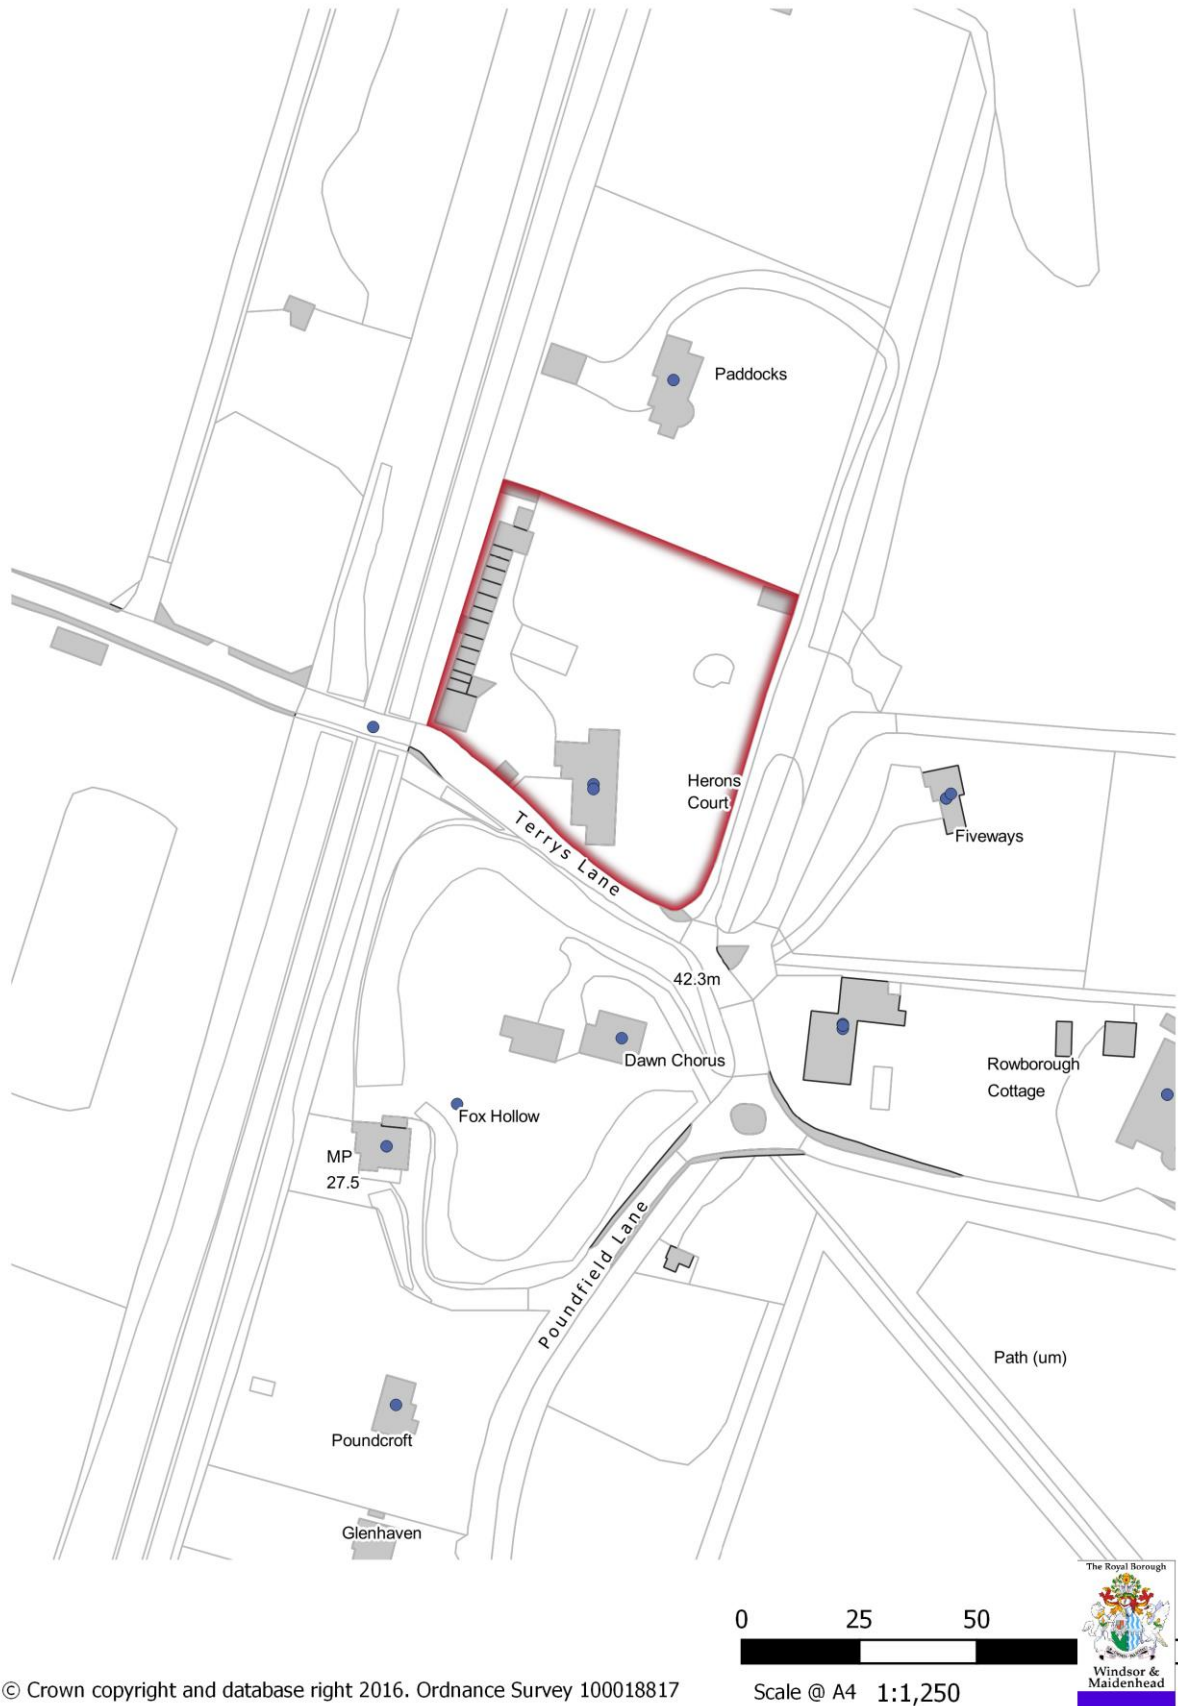 Paddocks
Herons
Court
Fiveways
Terrys Lane
42.3m
Dawn Chorus
Rowborough
Cottage
Fox Hollow
MP
27.5
Poundfield Lane
Path (um)
Poundcroft
Glenhaven
The Royal Borough
Windsor &
Maidenhead
0 25 50
© Crown copyright and database right 2016. Ordnance Survey 100018817
Scale @ A4 1:1,250